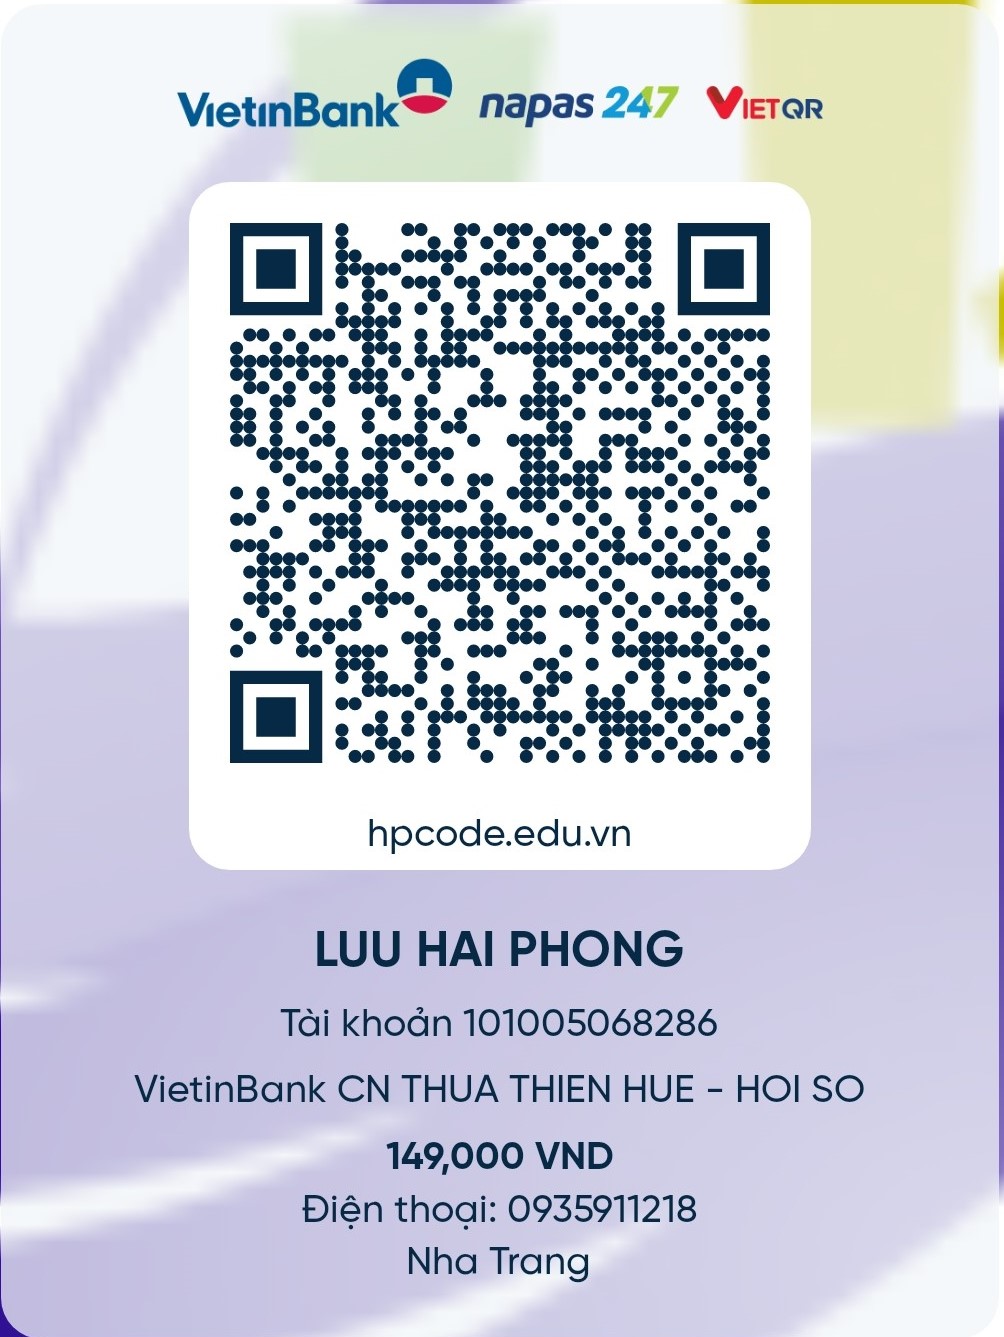 VietinBank napas 247 VIETQR
hpcode.edu.vn
LUU HAI PHONG
Tài khoản 101005068286
VietinBank CN THUA THIEN HUE - HOI SO
149,000 VND
Điện thoại: 0935911218
Nha Trang